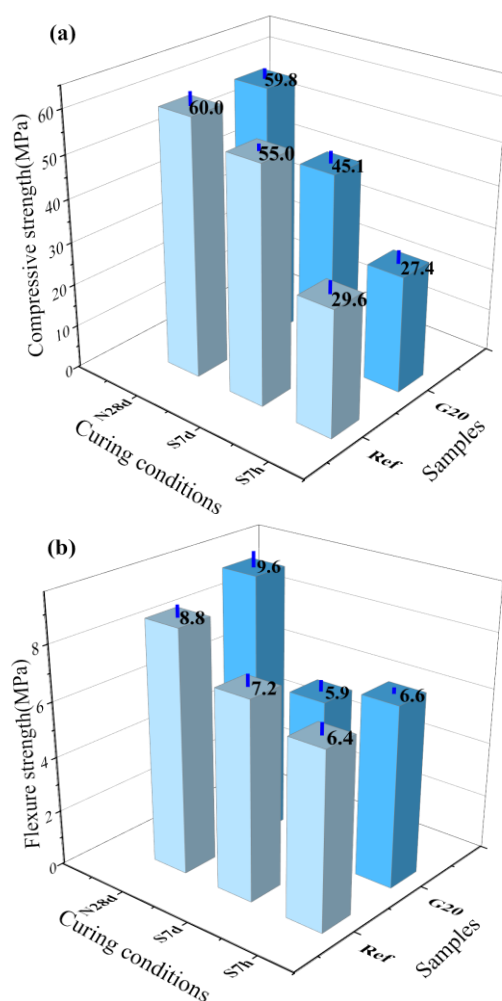 (a)
Compressive strength(MPa)
60
50
40
30
20
10
0
60.0
59.8
55.0
45.1
29.6
27.4
N28d
S7d
S7h
Curing conditions
Ref
G20
Samples
(b)
Flexure strength(MPa)
8
6
4
2
0
8.8
9.6
7.2
5.9
6.4
6.6
N28d
S7d
S7h
Curing conditions
Ref
G20
Samples